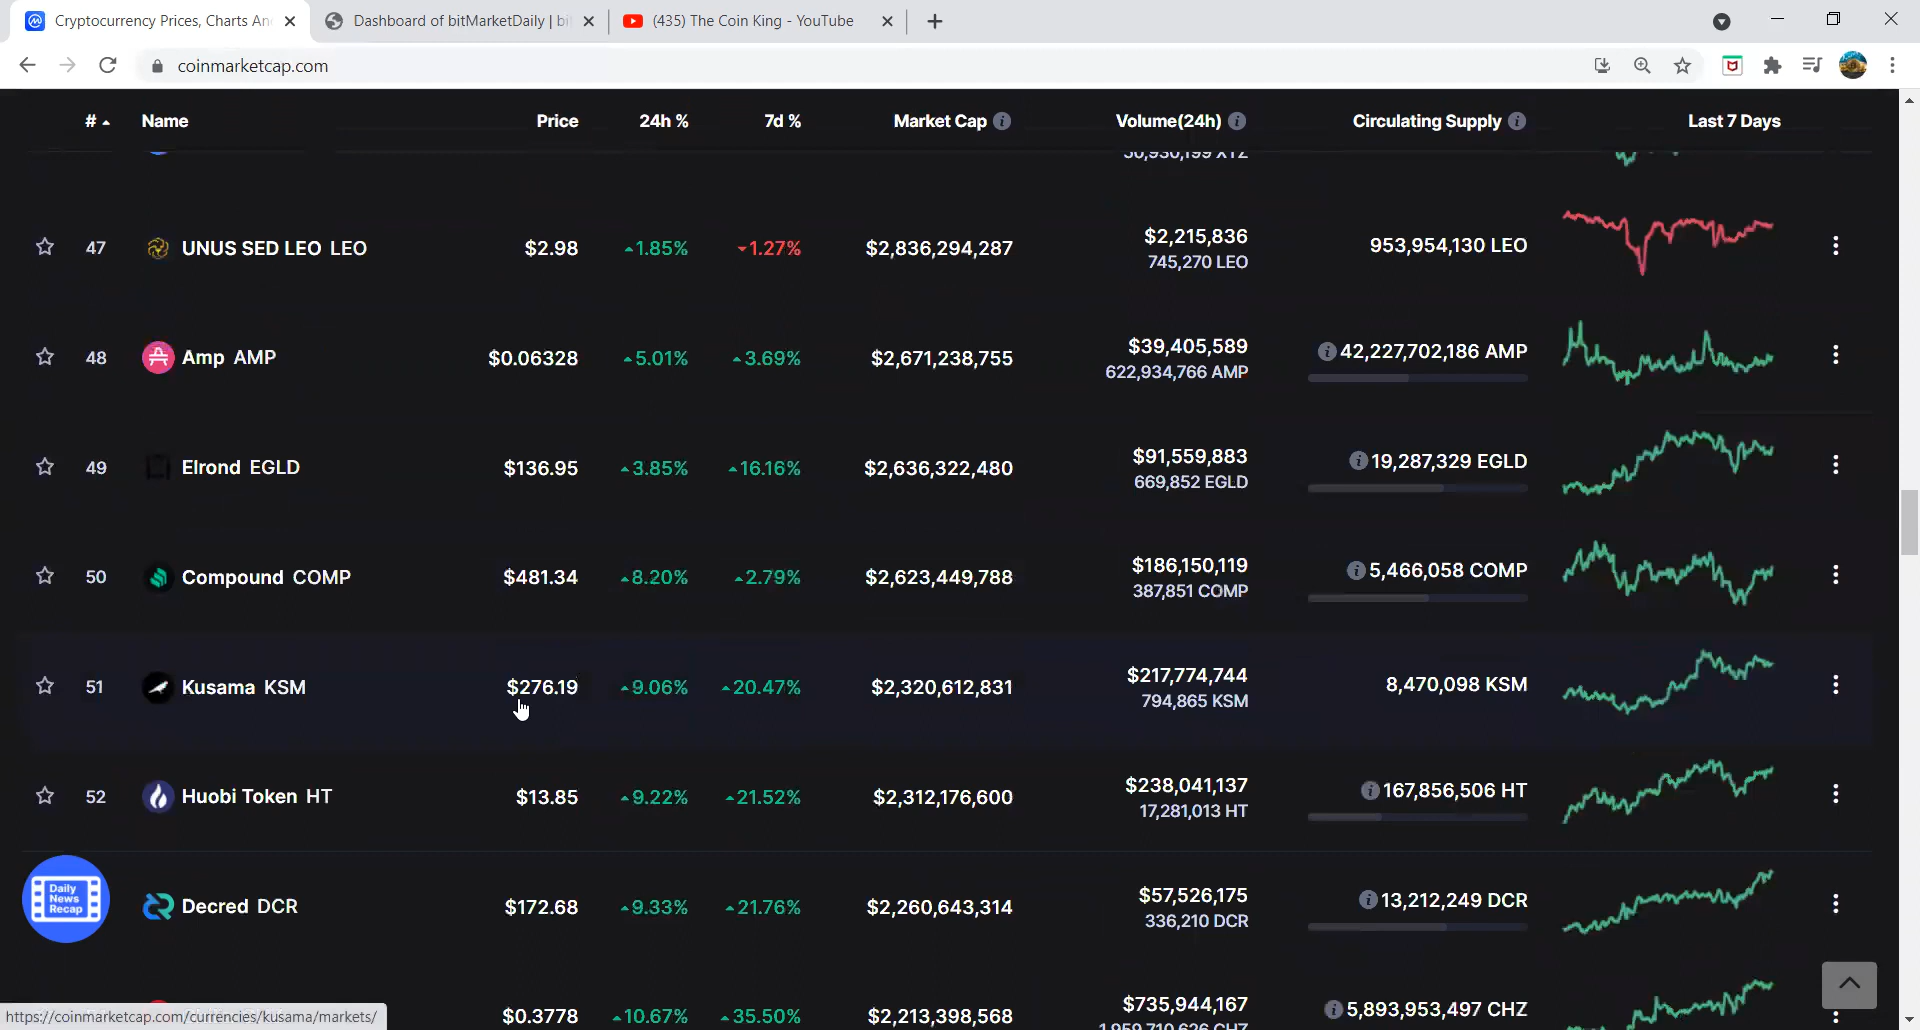 Cryptocurrency Prices, Charts An
Dashboard of bitMarketDaily | bi
(435) The Coin King - YouTube
coinmarketcap.com
# Name Price 24h % 7d % Market Cap Volume(24h) Circulating Supply Last 7 Days
50,930,199 XTZ
47 UNUS SED LEO LEO $2.98 1.85% 1.27% $2,836,294,287 $2,215,836 953,954,130 LEO
745,270 LEO
48 Amp AMP $0.06328 5.01% 3.69% $2,671,238,755 $39,405,589 42,227,702,186 AMP
622,934,766 AMP
49 Elrond EGLD $136.95 3.85% 16.16% $2,636,322,480 $91,559,883 19,287,329 EGLD
669,852 EGLD
50 Compound COMP $481.34 8.20% 2.79% $2,623,449,788 $186,150,119 5,466,058 COMP
387,851 COMP
51 Kusama KSM $276.19 9.06% 20.47% $2,320,612,831 $217,774,744 8,470,098 KSM
794,865 KSM
52 Huobi Token HT $13.85 9.22% 21.52% $2,312,176,600 $238,041,137 167,856,506 HT
17,281,013 HT
Daily
News
Recap
Decred DCR $172.68 9.33% 21.76% $2,260,643,314 $57,526,175 13,212,249 DCR
336,210 DCR
$0.3778 10.67% 35.50% $2,213,398,568 $735,944,167 5,893,953,497 CHZ
1,959,710,626 CHZ
https://coinmarketcap.com/currencies/kusama/markets/